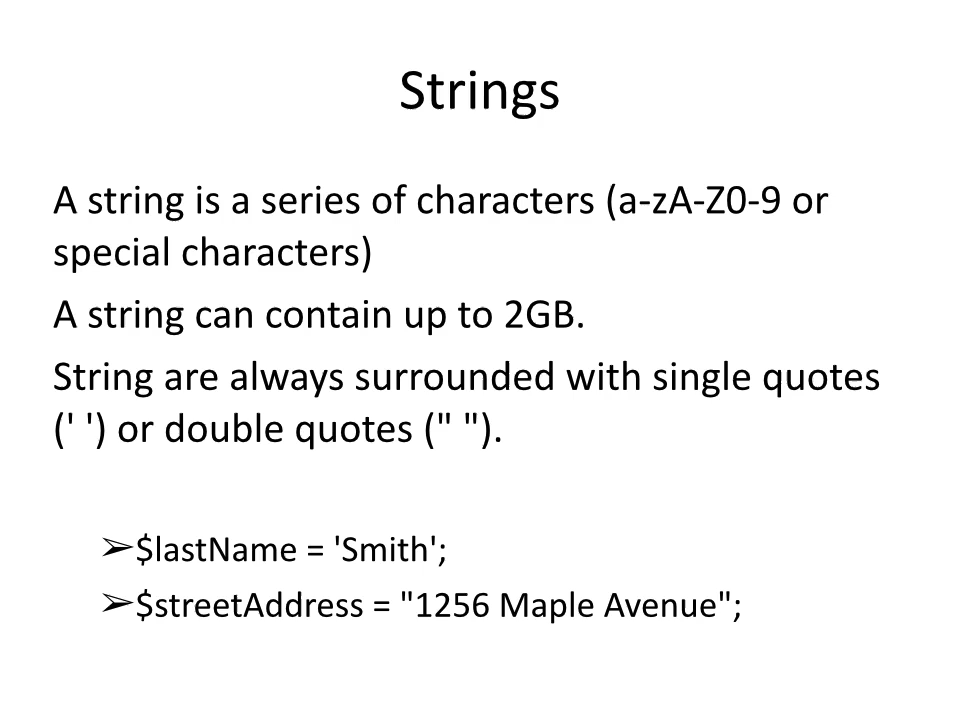 Strings
A string is a series of characters (a-zA-Z0-9 or
special characters)
A string can contain up to 2GB.
String are always surrounded with single quotes
(' ') or double quotes (" ").
➢$lastName = 'Smith';
➢$streetAddress = "1256 Maple Avenue";